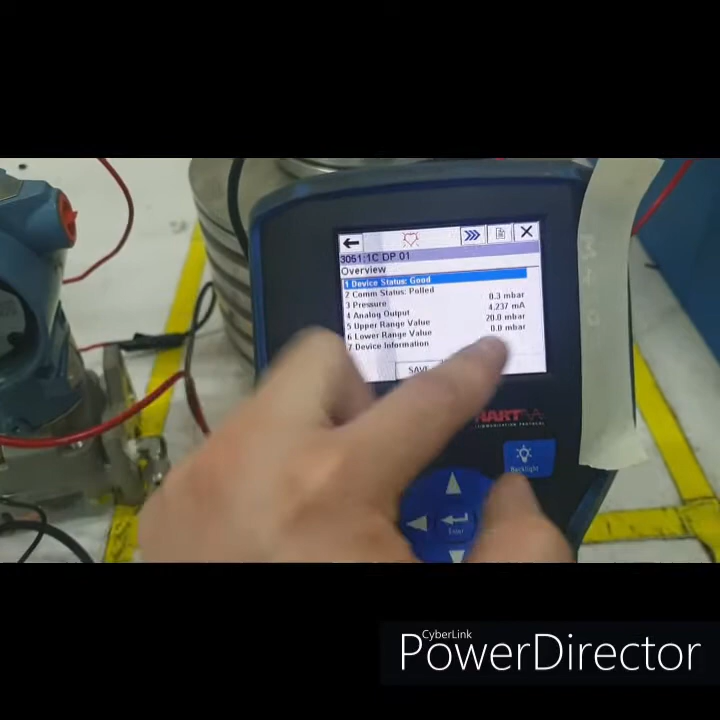 3051:1C DP 01
Overview
1 Device Status: Good
2 Comm Status: Polled
3 Pressure 0.3 mbar
4 Analog Output 4.237 mA
5 Upper Range Value 20.0 mbar
6 Lower Range Value 0.0 mbar
7 Device Information
SAVE
HART
COMMUNICATION PROTOCOL
Backlight
Enter
CyberLink
PowerDirector